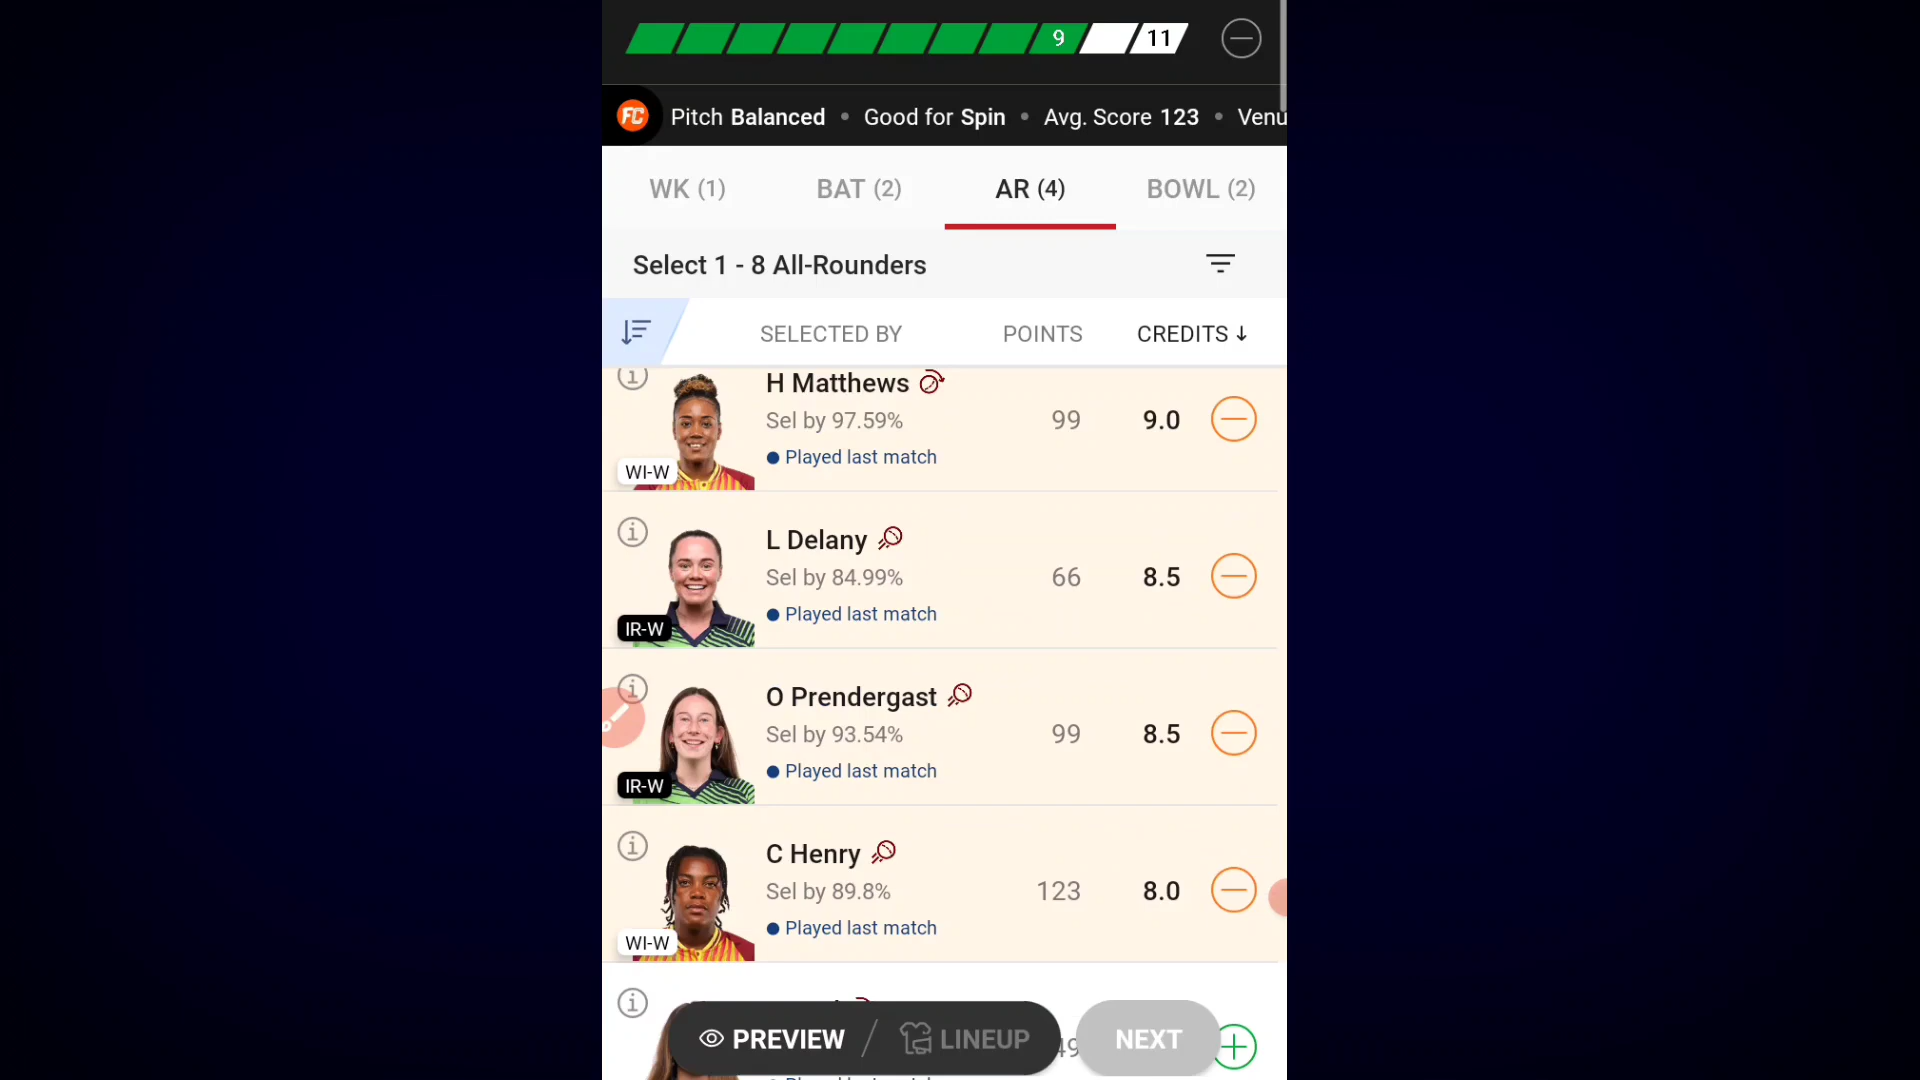 9 11
FC Pitch Balanced • Good for Spin • Avg. Score 123 • Venu
WK (1) BAT (2) AR (4) BOWL (2)
Select 1 - 8 All-Rounders
SELECTED BY POINTS CREDITS ↓
H Matthews
Sel by 97.59% 99 9.0
Played last match
WI-W
L Delany
Sel by 84.99% 66 8.5
Played last match
IR-W
O Prendergast
Sel by 93.54% 99 8.5
Played last match
IR-W
C Henry
Sel by 89.8% 123 8.0
Played last match
WI-W
PREVIEW / LINEUP NEXT